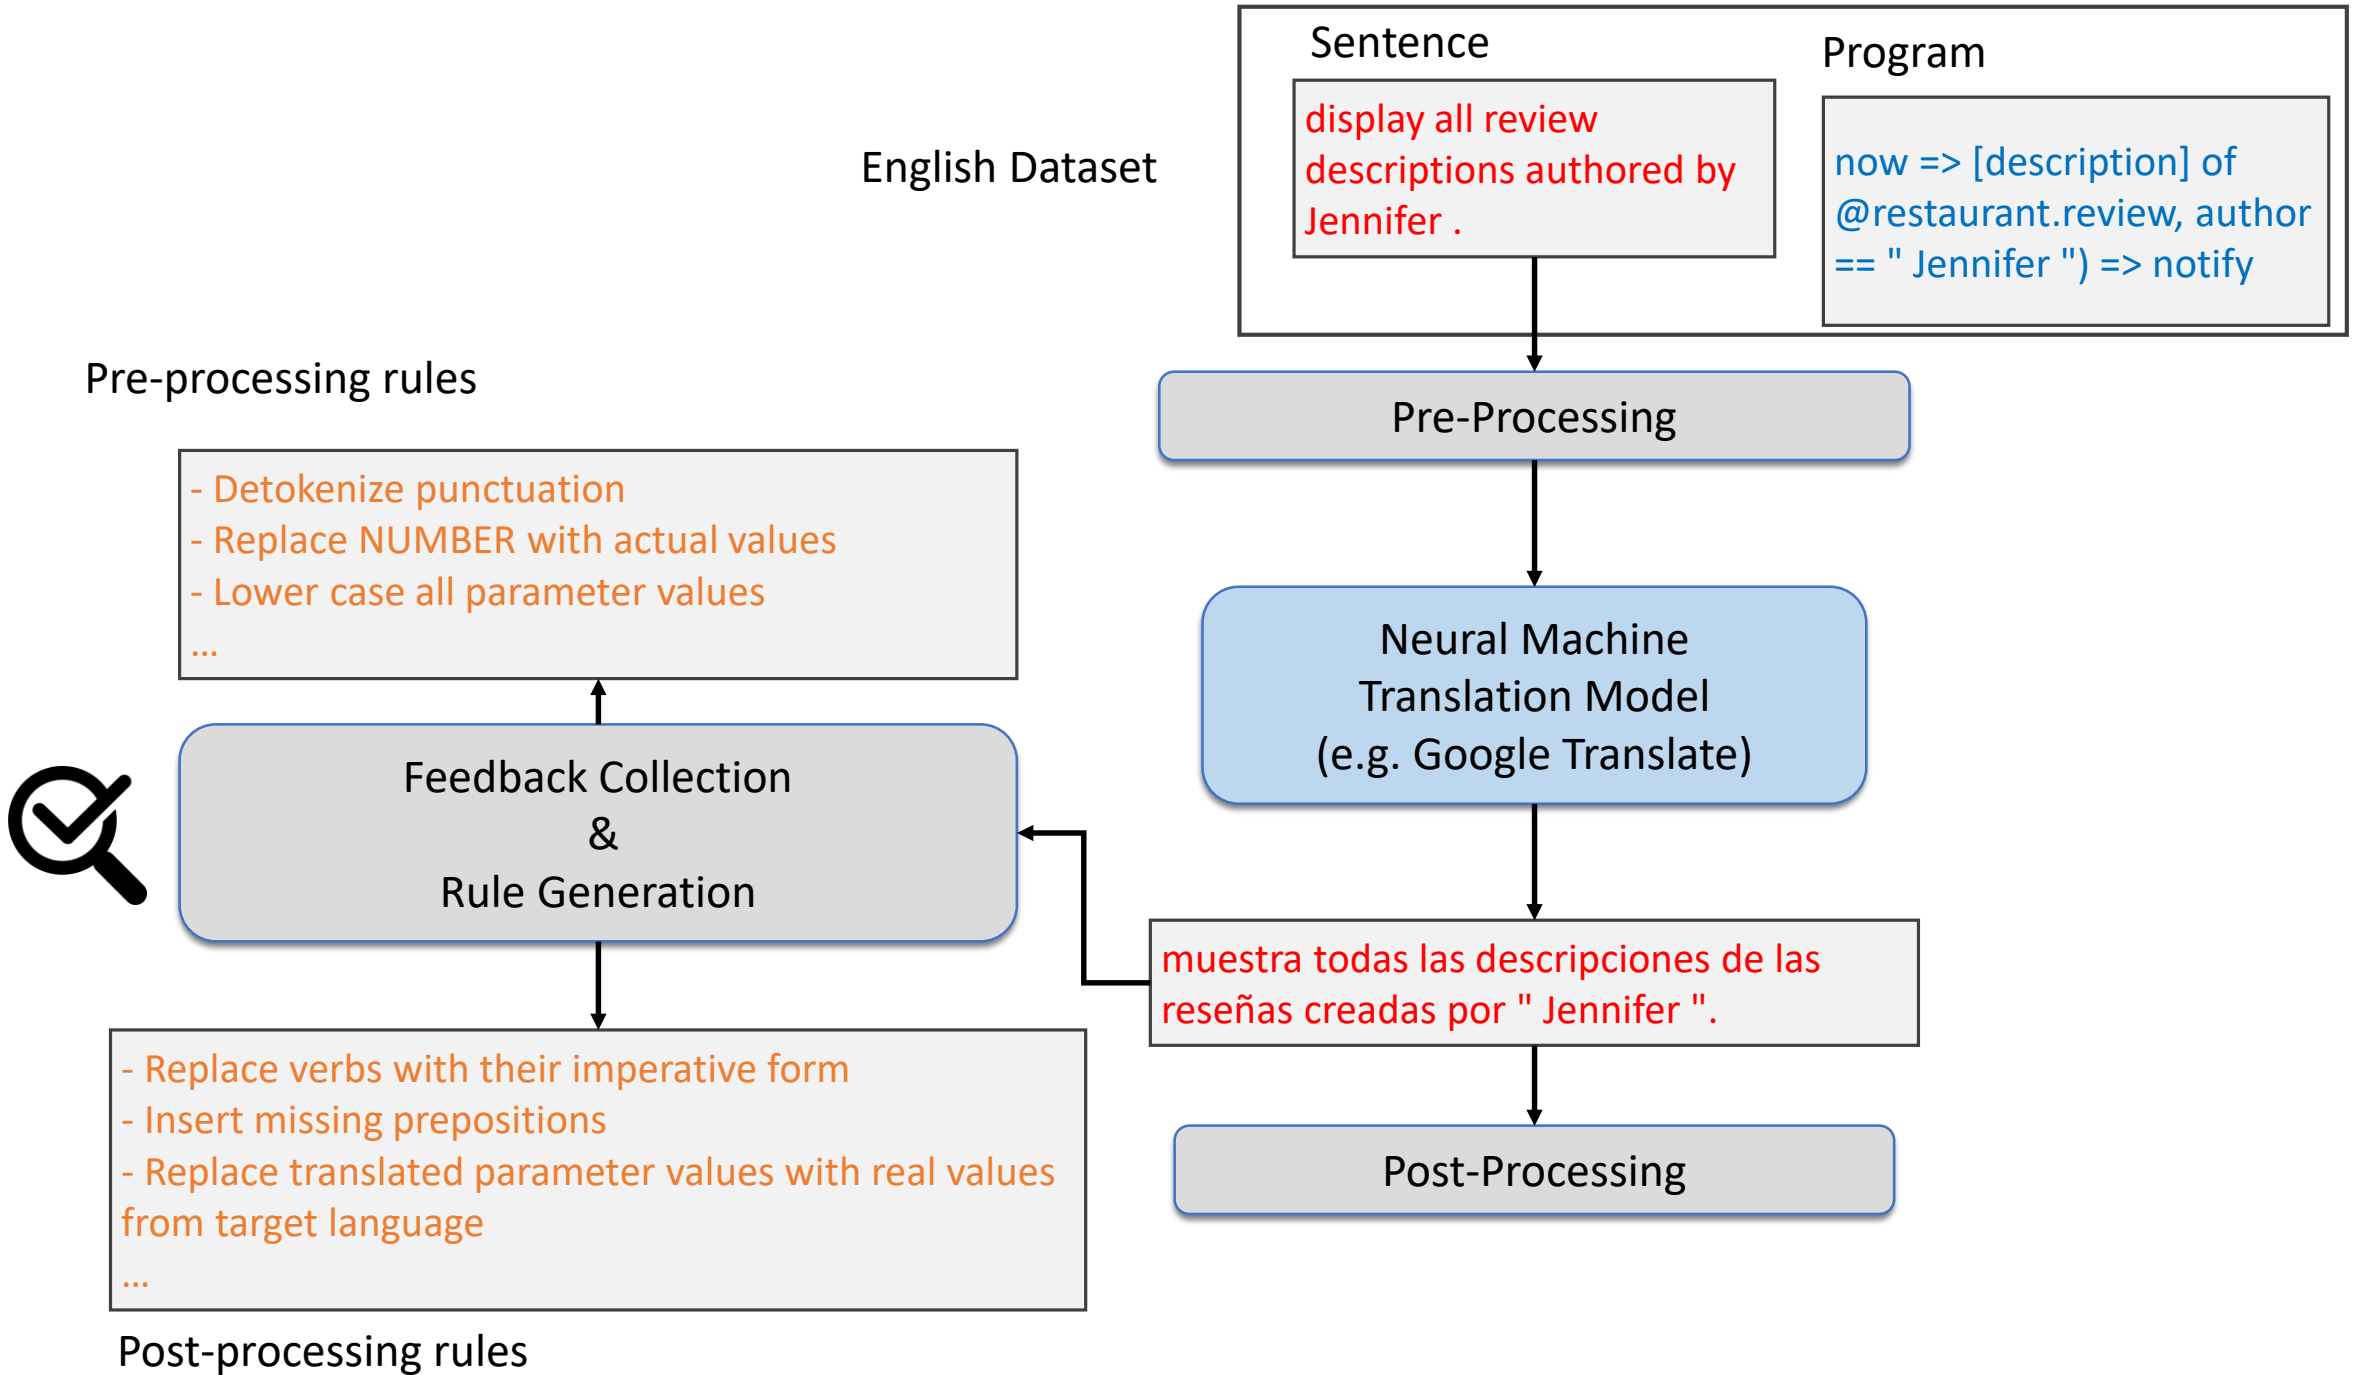 Sentence
display all review
descriptions authored by
Jennifer .
Program
now => [description] of
@restaurant.review, author
== " Jennifer ") => notify
English Dataset
Pre-Processing
Neural Machine
Translation Model
(e.g. Google Translate)
muestra todas las descripciones de las
reseñas creadas por " Jennifer ".
Post-Processing
Pre-processing rules
- Detokenize punctuation
- Replace NUMBER with actual values
- Lower case all parameter values
...
Feedback Collection
&
Rule Generation
- Replace verbs with their imperative form
- Insert missing prepositions
- Replace translated parameter values with real values
from target language
...
Post-processing rules